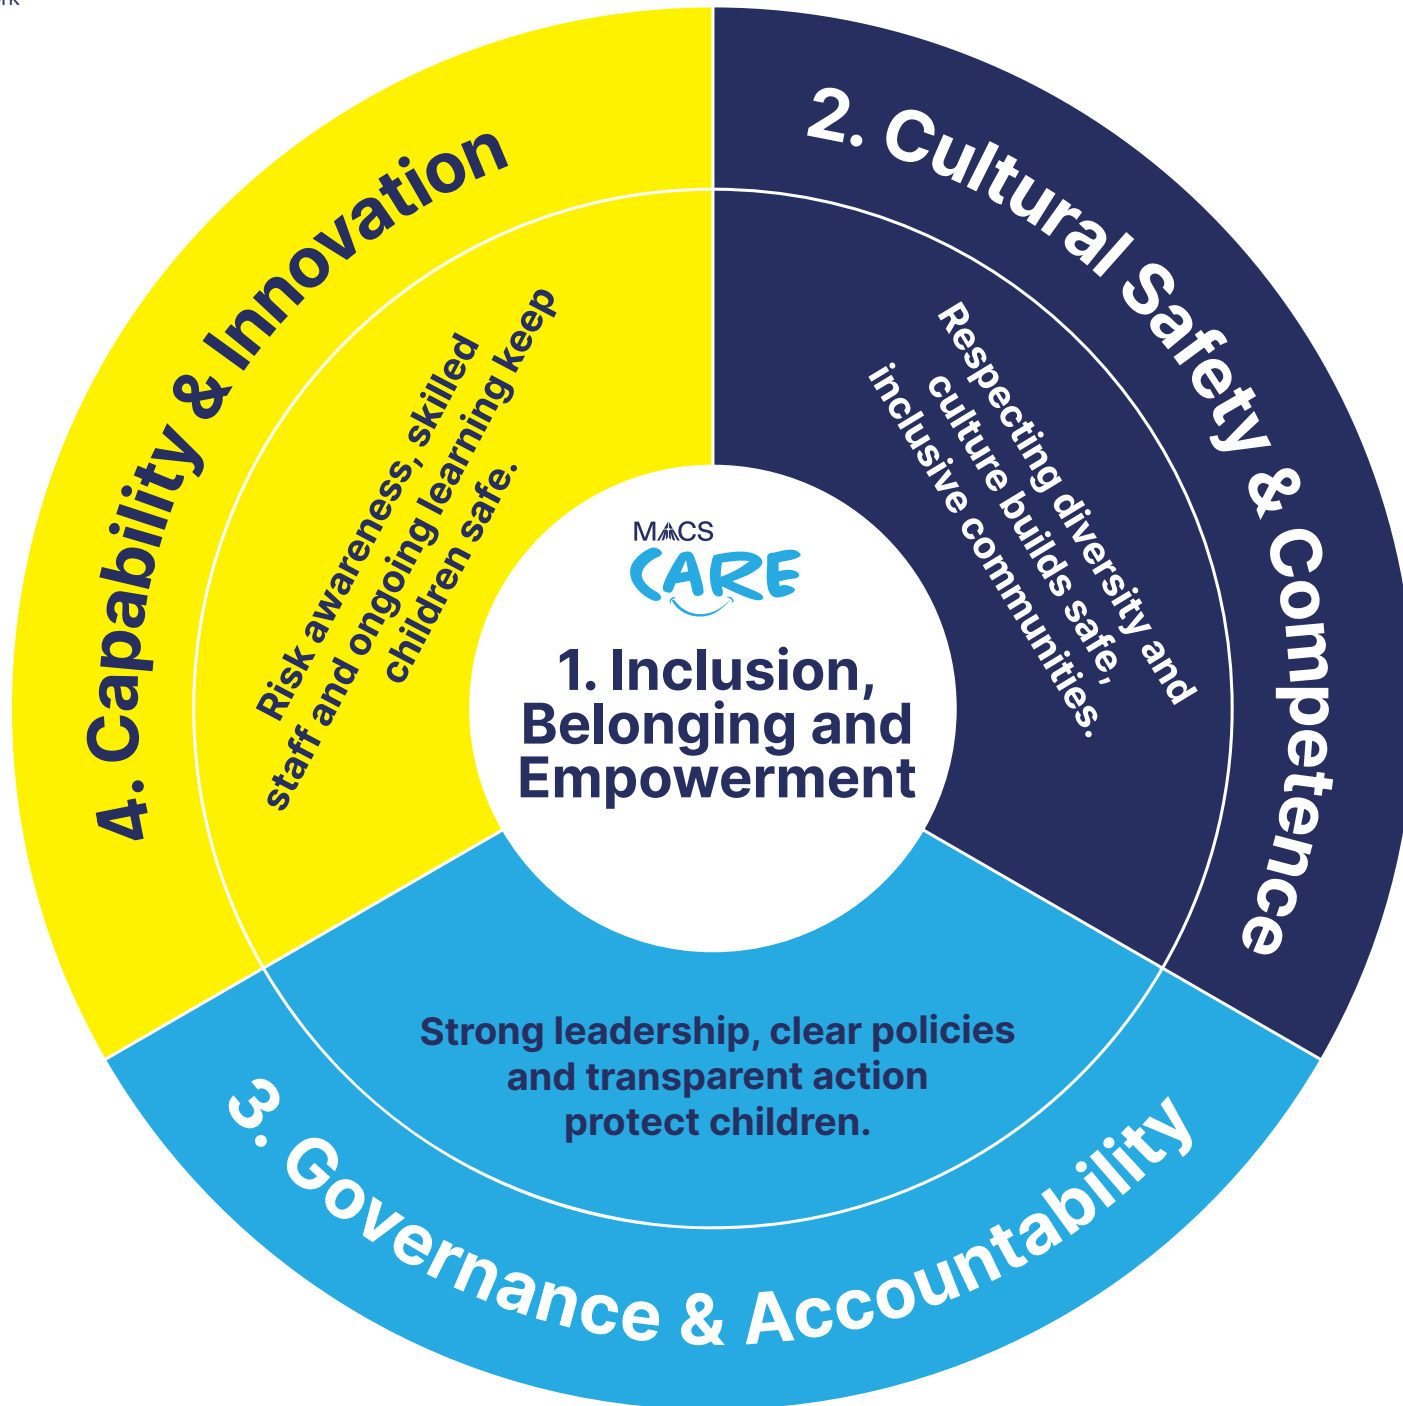 MACS
CARE
1. Inclusion,
Belonging and
Empowerment
2. Cultural Safety & Competence
Respecting diversity and
culture builds safe,
inclusive communities.
3. Governance & Accountability
Strong leadership, clear policies
and transparent action
protect children.
4. Capability & Innovation
Risk awareness, skilled
staff and ongoing learning keep
children safe.